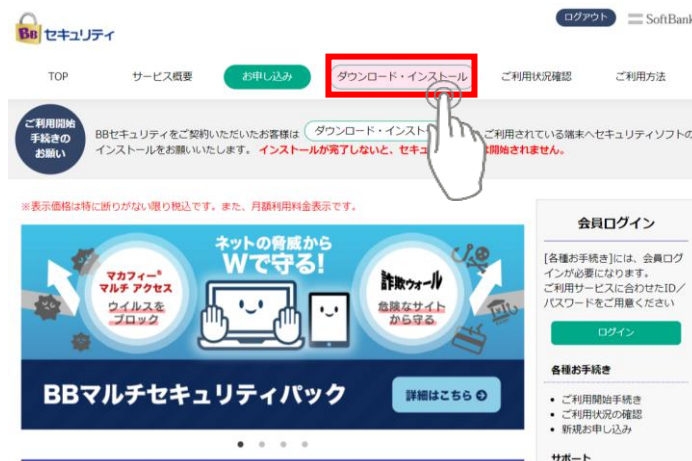 BB セキュリティ
ログアウト
SoftBank
TOP
サービス概要
お申し込み
ダウンロード・インストール
ご利用状況確認
ご利用方法
ご利用開始
手続きの
お願い
BBセキュリティをご契約いただいたお客様は ダウンロード・インスト ご利用されている端末へセキュリティソフトの
インストールをお願いいたします。 インストールが完了しないと、セキュ 開始されません。
※表示価格は特に断りがない限り税込です。また、月額利用料金表示です。
ネットの脅威から
Wで守る!
マカフィー®
マルチ アクセス
ウイルスを
ブロック
詐欺ウォール
危険なサイト
から守る
BBマルチセキュリティパック
詳細はこちら
会員ログイン
[各種お手続き]には、会員ログ
インが必要になります。
ご利用サービスに合わせたID/
パスワードをご用意ください
ログイン
各種お手続き
• ご利用開始手続き
• ご利用状況の確認
• 新規お申し込み
サポート